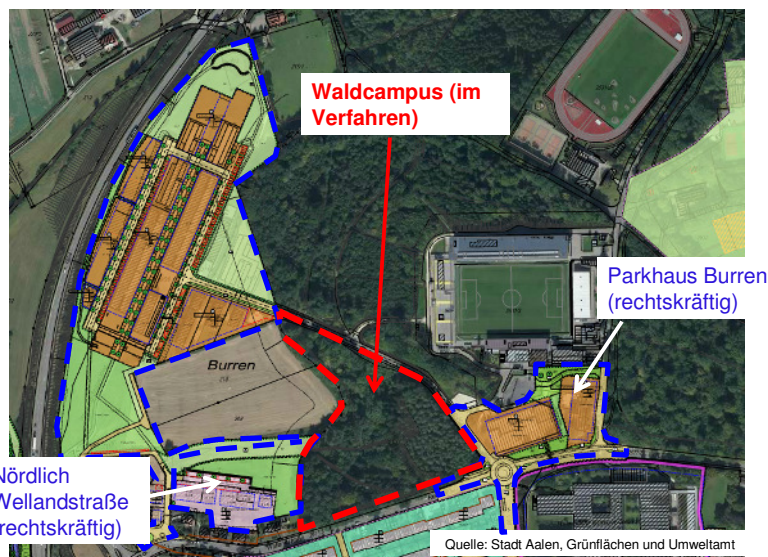 Waldcampus (im
Verfahren)
Parkhaus Burren
(rechtskräftig)
Burren
Nördlich
Wellandstraße
(rechtskräftig)
Quelle: Stadt Aalen, Grünflächen und Umweltamt